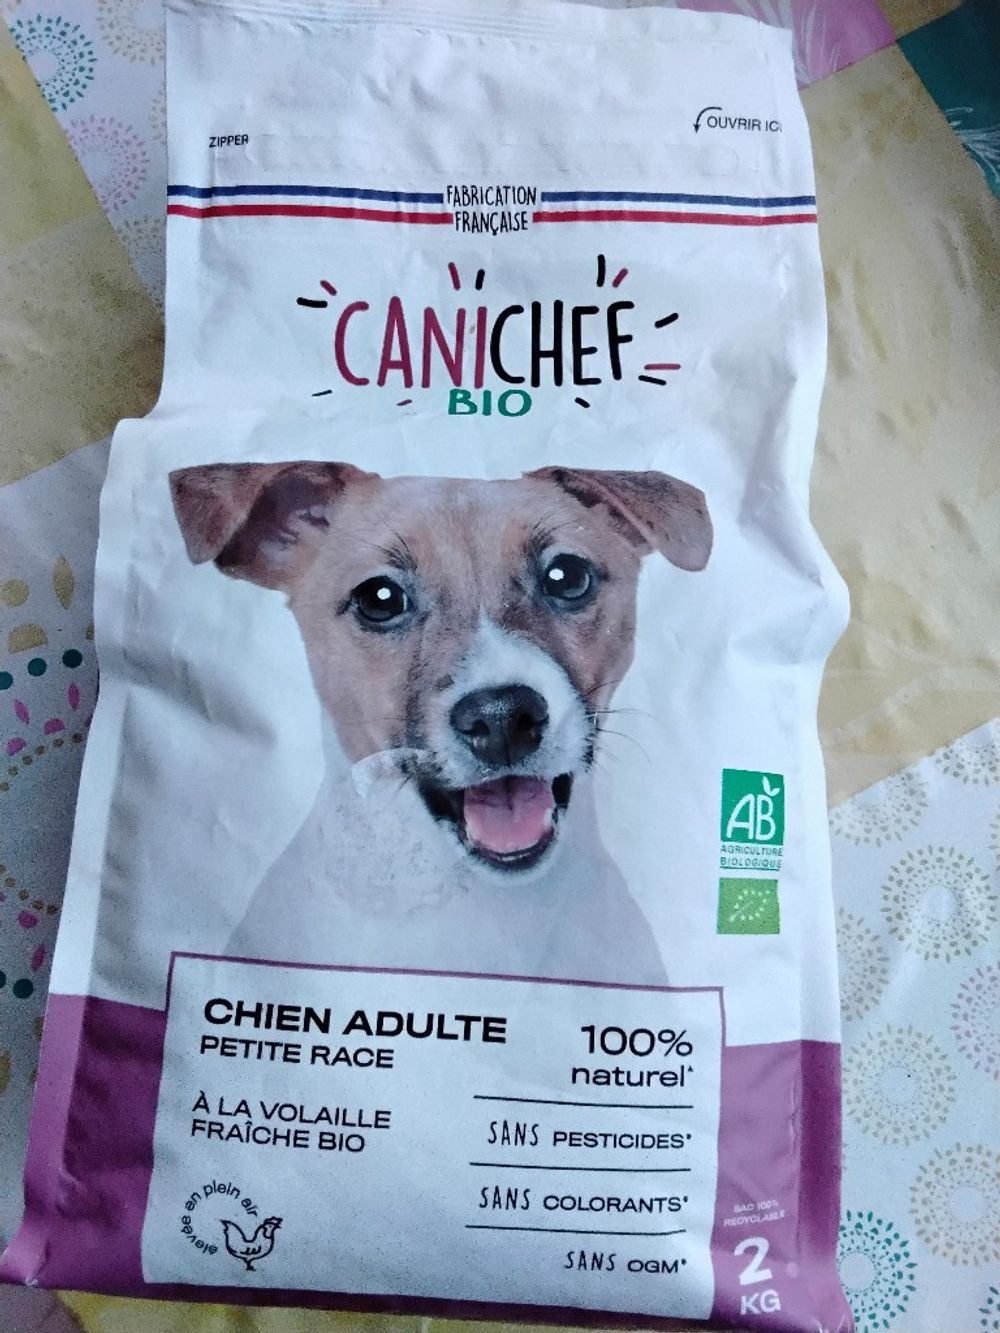 ZIPPER
OUVRIR ICI
FABRICATION
FRANÇAISE
CANICHEF
BIO
AB
AGRICULTURE
BIOLOGIQUE
CHIEN ADULTE
PETITE RACE
À LA VOLAILLE
FRAÎCHE BIO
élevée en plein air
100%
naturel*
SANS PESTICIDES*
SANS COLORANTS*
SANS OGM*
SAC 100%
RECYCLABLE
2
KG